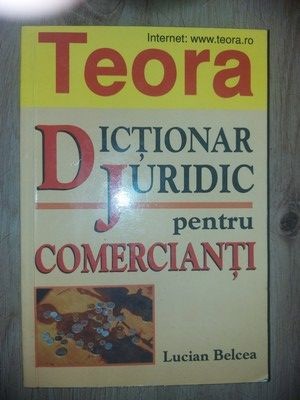 Internet: www.teora.ro
Teora
DICȚIONAR
JURIDIC
pentru
COMERCIANȚI
Lucian Belcea